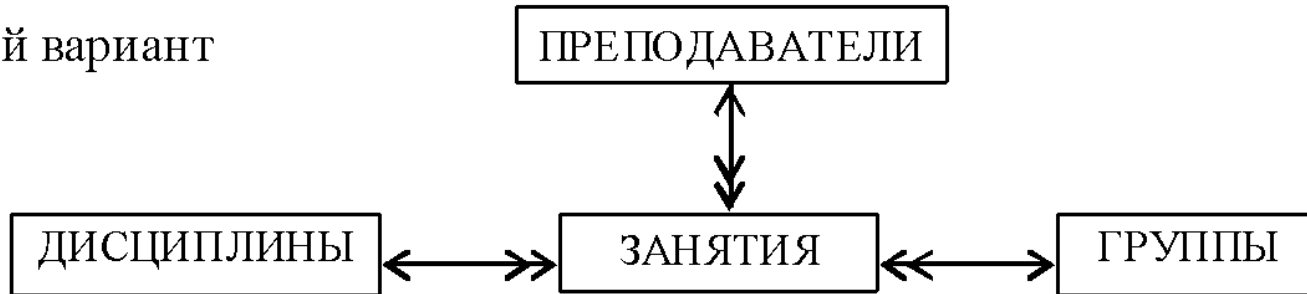 й вариант
ПРЕПОДАВАТЕЛИ
ДИСЦИПЛИНЫ
ЗАНЯТИЯ
ГРУППЫ